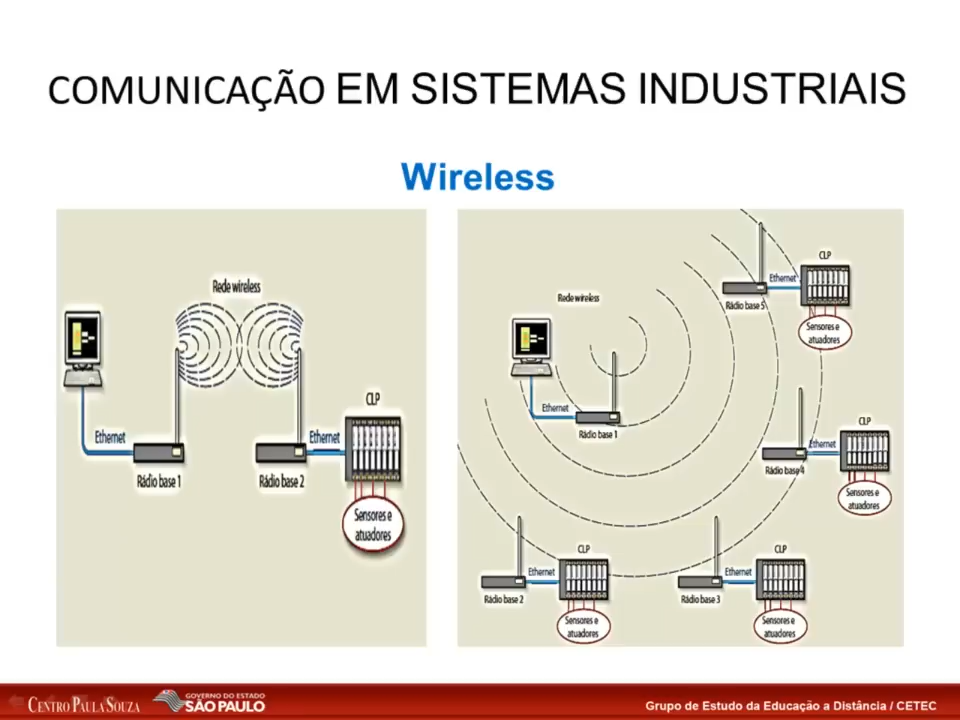 COMUNICAÇÃO EM SISTEMAS INDUSTRIAIS
Wireless
Rede wireless
Ethernet
Rádio base 1
Rádio base 2
Ethernet
CLP
Sensores e
atuadores
Rede wireless
Ethernet
Rádio base 1
CLP
Ethernet
Rádio base 5
Sensores e
atuadores
CLP
Ethernet
Rádio base 4
Sensores e
atuadores
CLP
Ethernet
Rádio base 2
Sensores e
atuadores
CLP
Ethernet
Rádio base 3
Sensores e
atuadores
CENTRO PAULA SOUZA
GOVERNO DO ESTADO
SÃO PAULO
Grupo de Estudo da Educação a Distância / CETEC